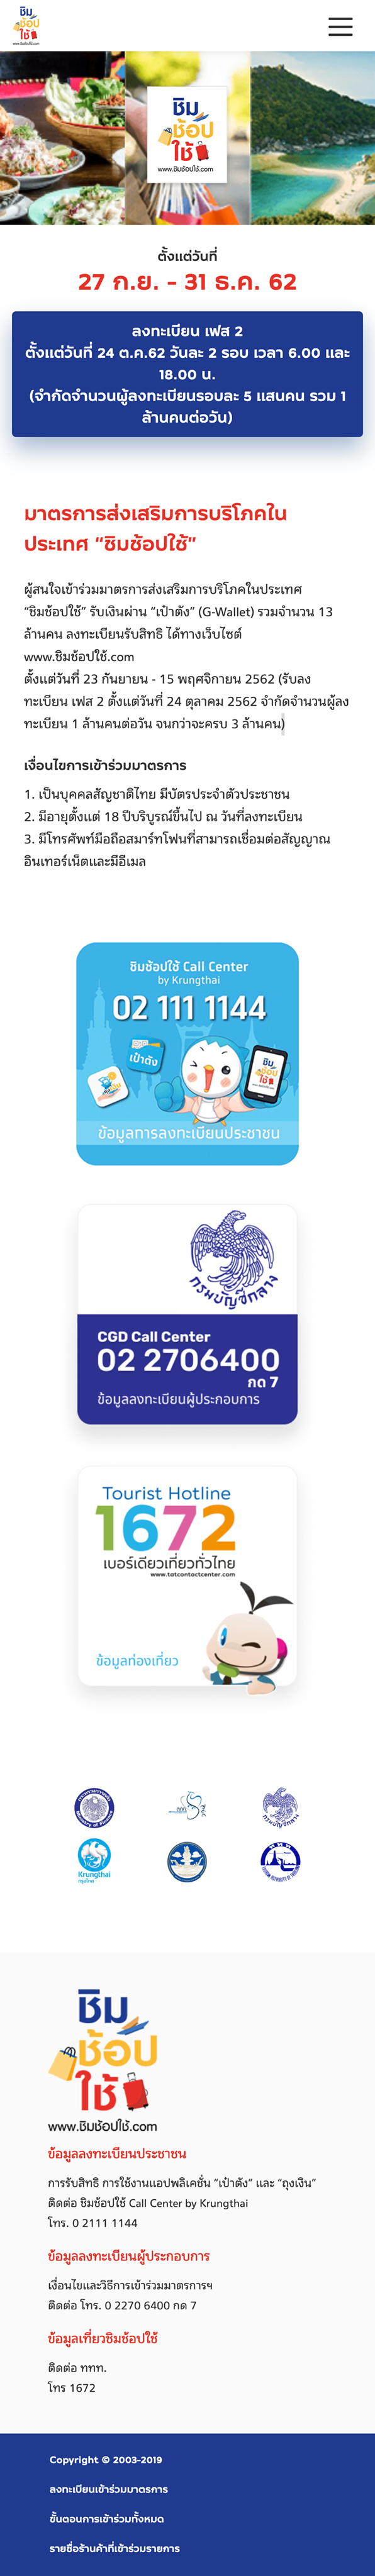 ชิม
ช้อป
ใช้
www.ชิมช้อปใช้.com
ชิม
ช้อป
ใช้
www.ชิมช้อปใช้.com
ตั้งแต่วันที่
27 ก.ย. - 31 ธ.ค. 62
ลงทะเบียน เฟส 2
ตั้งแต่วันที่ 24 ต.ค.62 วันละ 2 รอบ เวลา 6.00 และ
18.00 น.
(จำกัดจำนวนผู้ลงทะเบียนรอบละ 5 แสนคน รวม 1
ล้านคนต่อวัน)
มาตรการส่งเสริมการบริโภคใน
ประเทศ “ชิมช้อปใช้”
ผู้สนใจเข้าร่วมมาตรการส่งเสริมการบริโภคในประเทศ
“ชิมช้อปใช้” รับเงินผ่าน “เป๋าตัง” (G-Wallet) รวมจำนวน 13
ล้านคน ลงทะเบียนรับสิทธิ ได้ทางเว็บไซต์
www.ชิมช้อปใช้.com
ตั้งแต่วันที่ 23 กันยายน - 15 พฤศจิกายน 2562 (รับลง
ทะเบียน เฟส 2 ตั้งแต่วันที่ 24 ตุลาคม 2562 จำกัดจำนวนผู้ลง
ทะเบียน 1 ล้านคนต่อวัน จนกว่าจะครบ 3 ล้านคน)
เงื่อนไขการเข้าร่วมมาตรการ
1. เป็นบุคคลสัญชาติไทย มีบัตรประจำตัวประชาชน
2. มีอายุตั้งแต่ 18 ปีบริบูรณ์ขึ้นไป ณ วันที่ลงทะเบียน
3. มีโทรศัพท์มือถือสมาร์ทโฟนที่สามารถเชื่อมต่อสัญญาณ
อินเทอร์เน็ตและมีอีเมล
ชิมช้อปใช้ Call Center
by Krungthai
02 111 1144
เป๋าตัง
ชิม
ช้อป
ใช้
ข้อมูลการลงทะเบียนประชาชน
กรมบัญชีกลาง
CGD Call Center
02 2706400
กด 7
ข้อมูลลงทะเบียนผู้ประกอบการ
Tourist Hotline
1672
เบอร์เดียวเที่ยวทั่วไทย
www.tatcontactcenter.com
ข้อมูลท่องเที่ยว
กรมบัญชีกลาง
Krungthai
กรุงไทย
ชิม
ช้อป
ใช้
www.ชิมช้อปใช้.com
ข้อมูลลงทะเบียนประชาชน
การรับสิทธิ การใช้งานแอปพลิเคชั่น “เป๋าตัง” และ “ถุงเงิน”
ติดต่อ ชิมช้อปใช้ Call Center by Krungthai
โทร. 0 2111 1144
ข้อมูลลงทะเบียนผู้ประกอบการ
เงื่อนไขและวิธีการเข้าร่วมมาตรการฯ
ติดต่อ โทร. 0 2270 6400 กด 7
ข้อมูลเที่ยวชิมช้อปใช้
ติดต่อ ททท.
โทร 1672
Copyright © 2003-2019
ลงทะเบียนเข้าร่วมมาตรการ
ขั้นตอนการเข้าร่วมทั้งหมด
รายชื่อร้านค้าที่เข้าร่วมรายการ